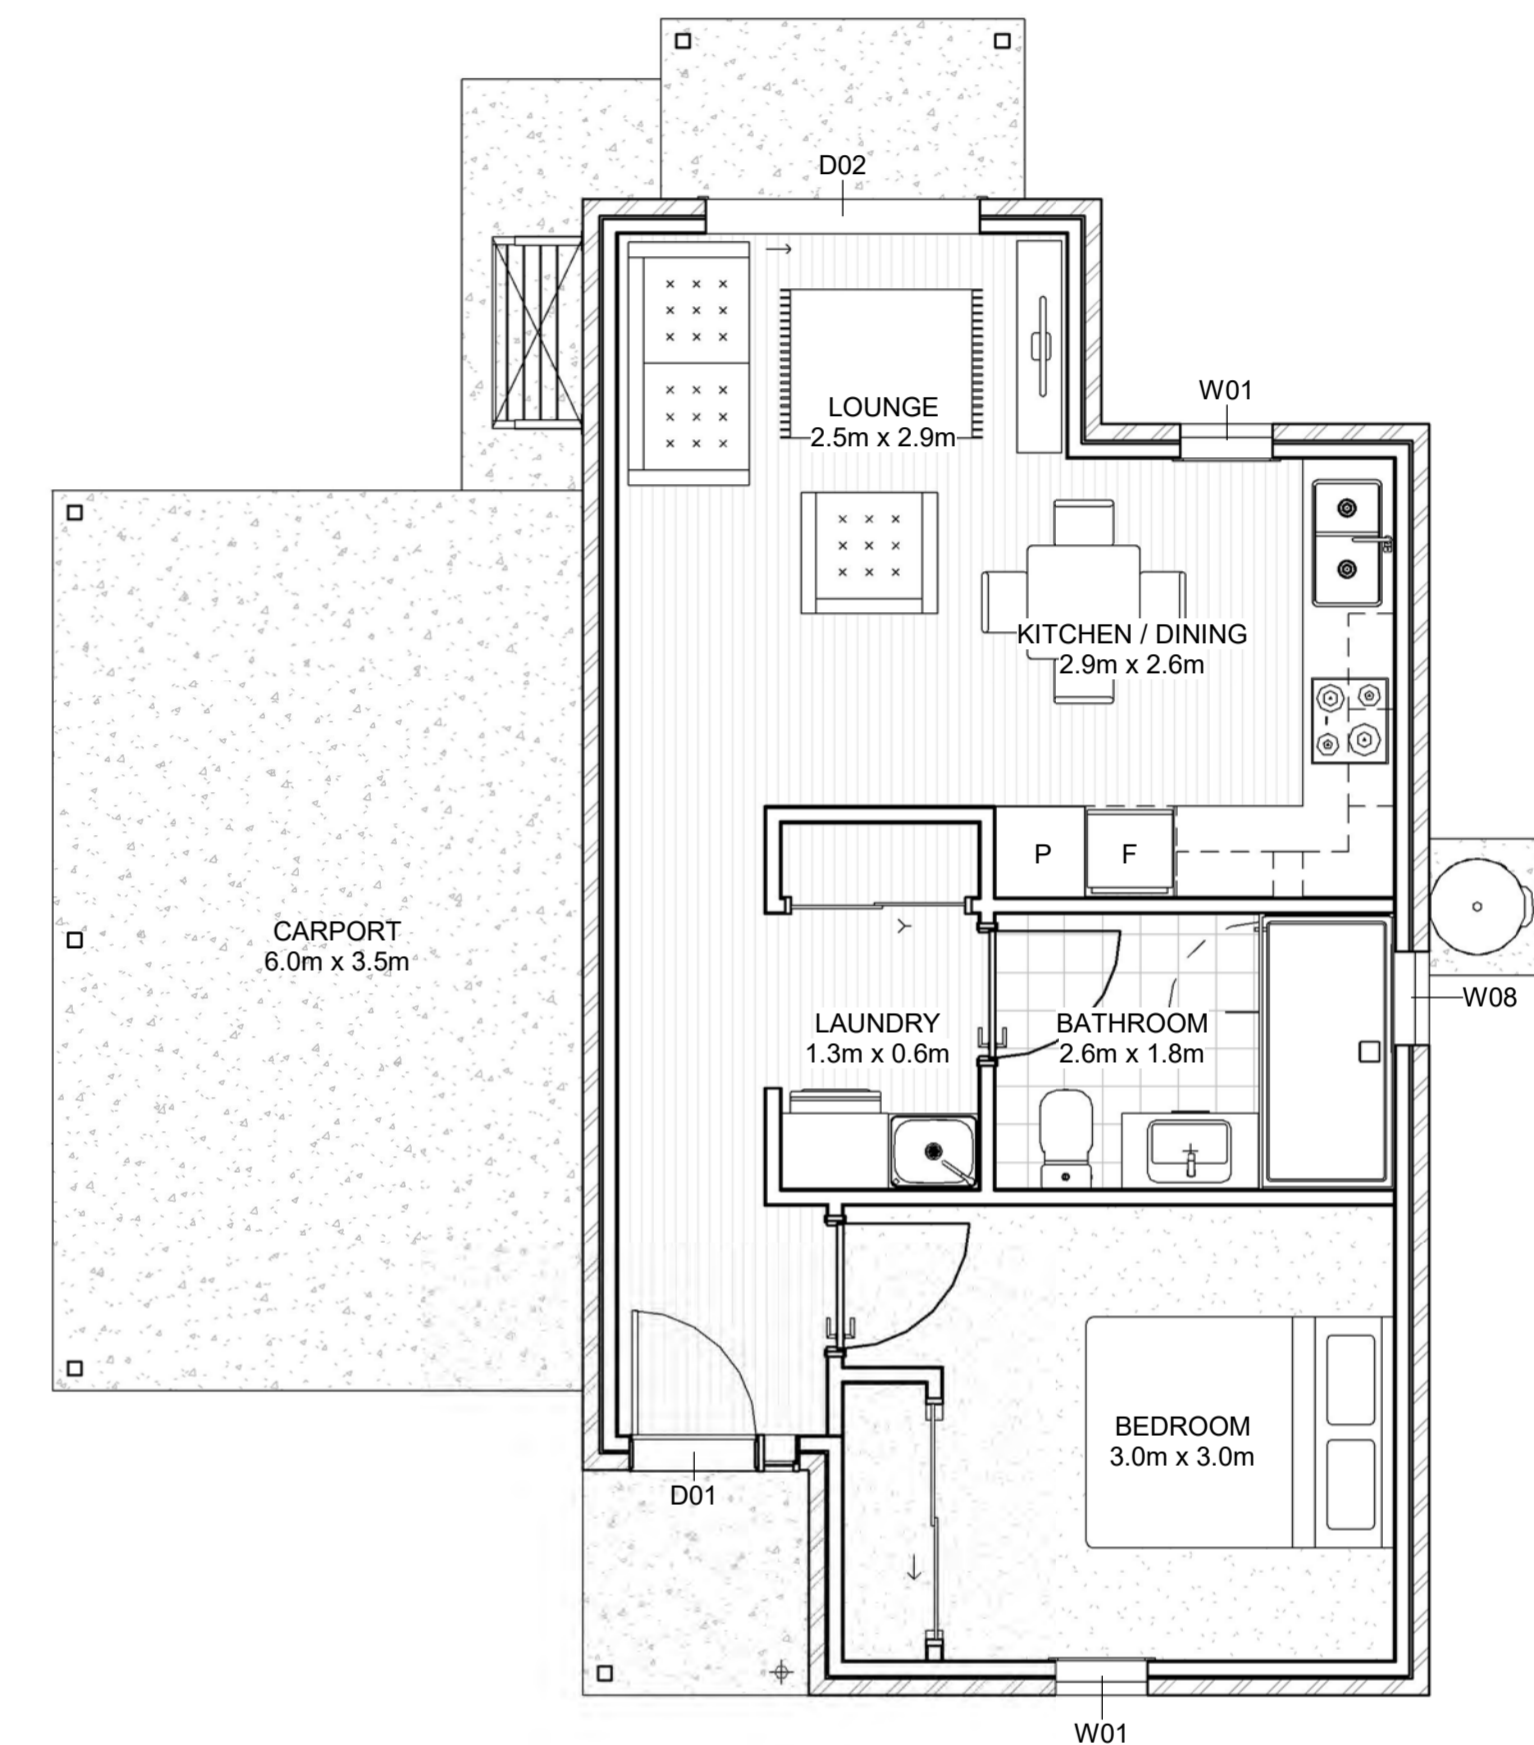 D02
W01
LOUNGE
2.5m x 2.9m
KITCHEN / DINING
2.9m x 2.6m
P
F
CARPORT
6.0m x 3.5m
W08
LAUNDRY
1.3m x 0.6m
BATHROOM
2.6m x 1.8m
BEDROOM
3.0m x 3.0m
D01
W01